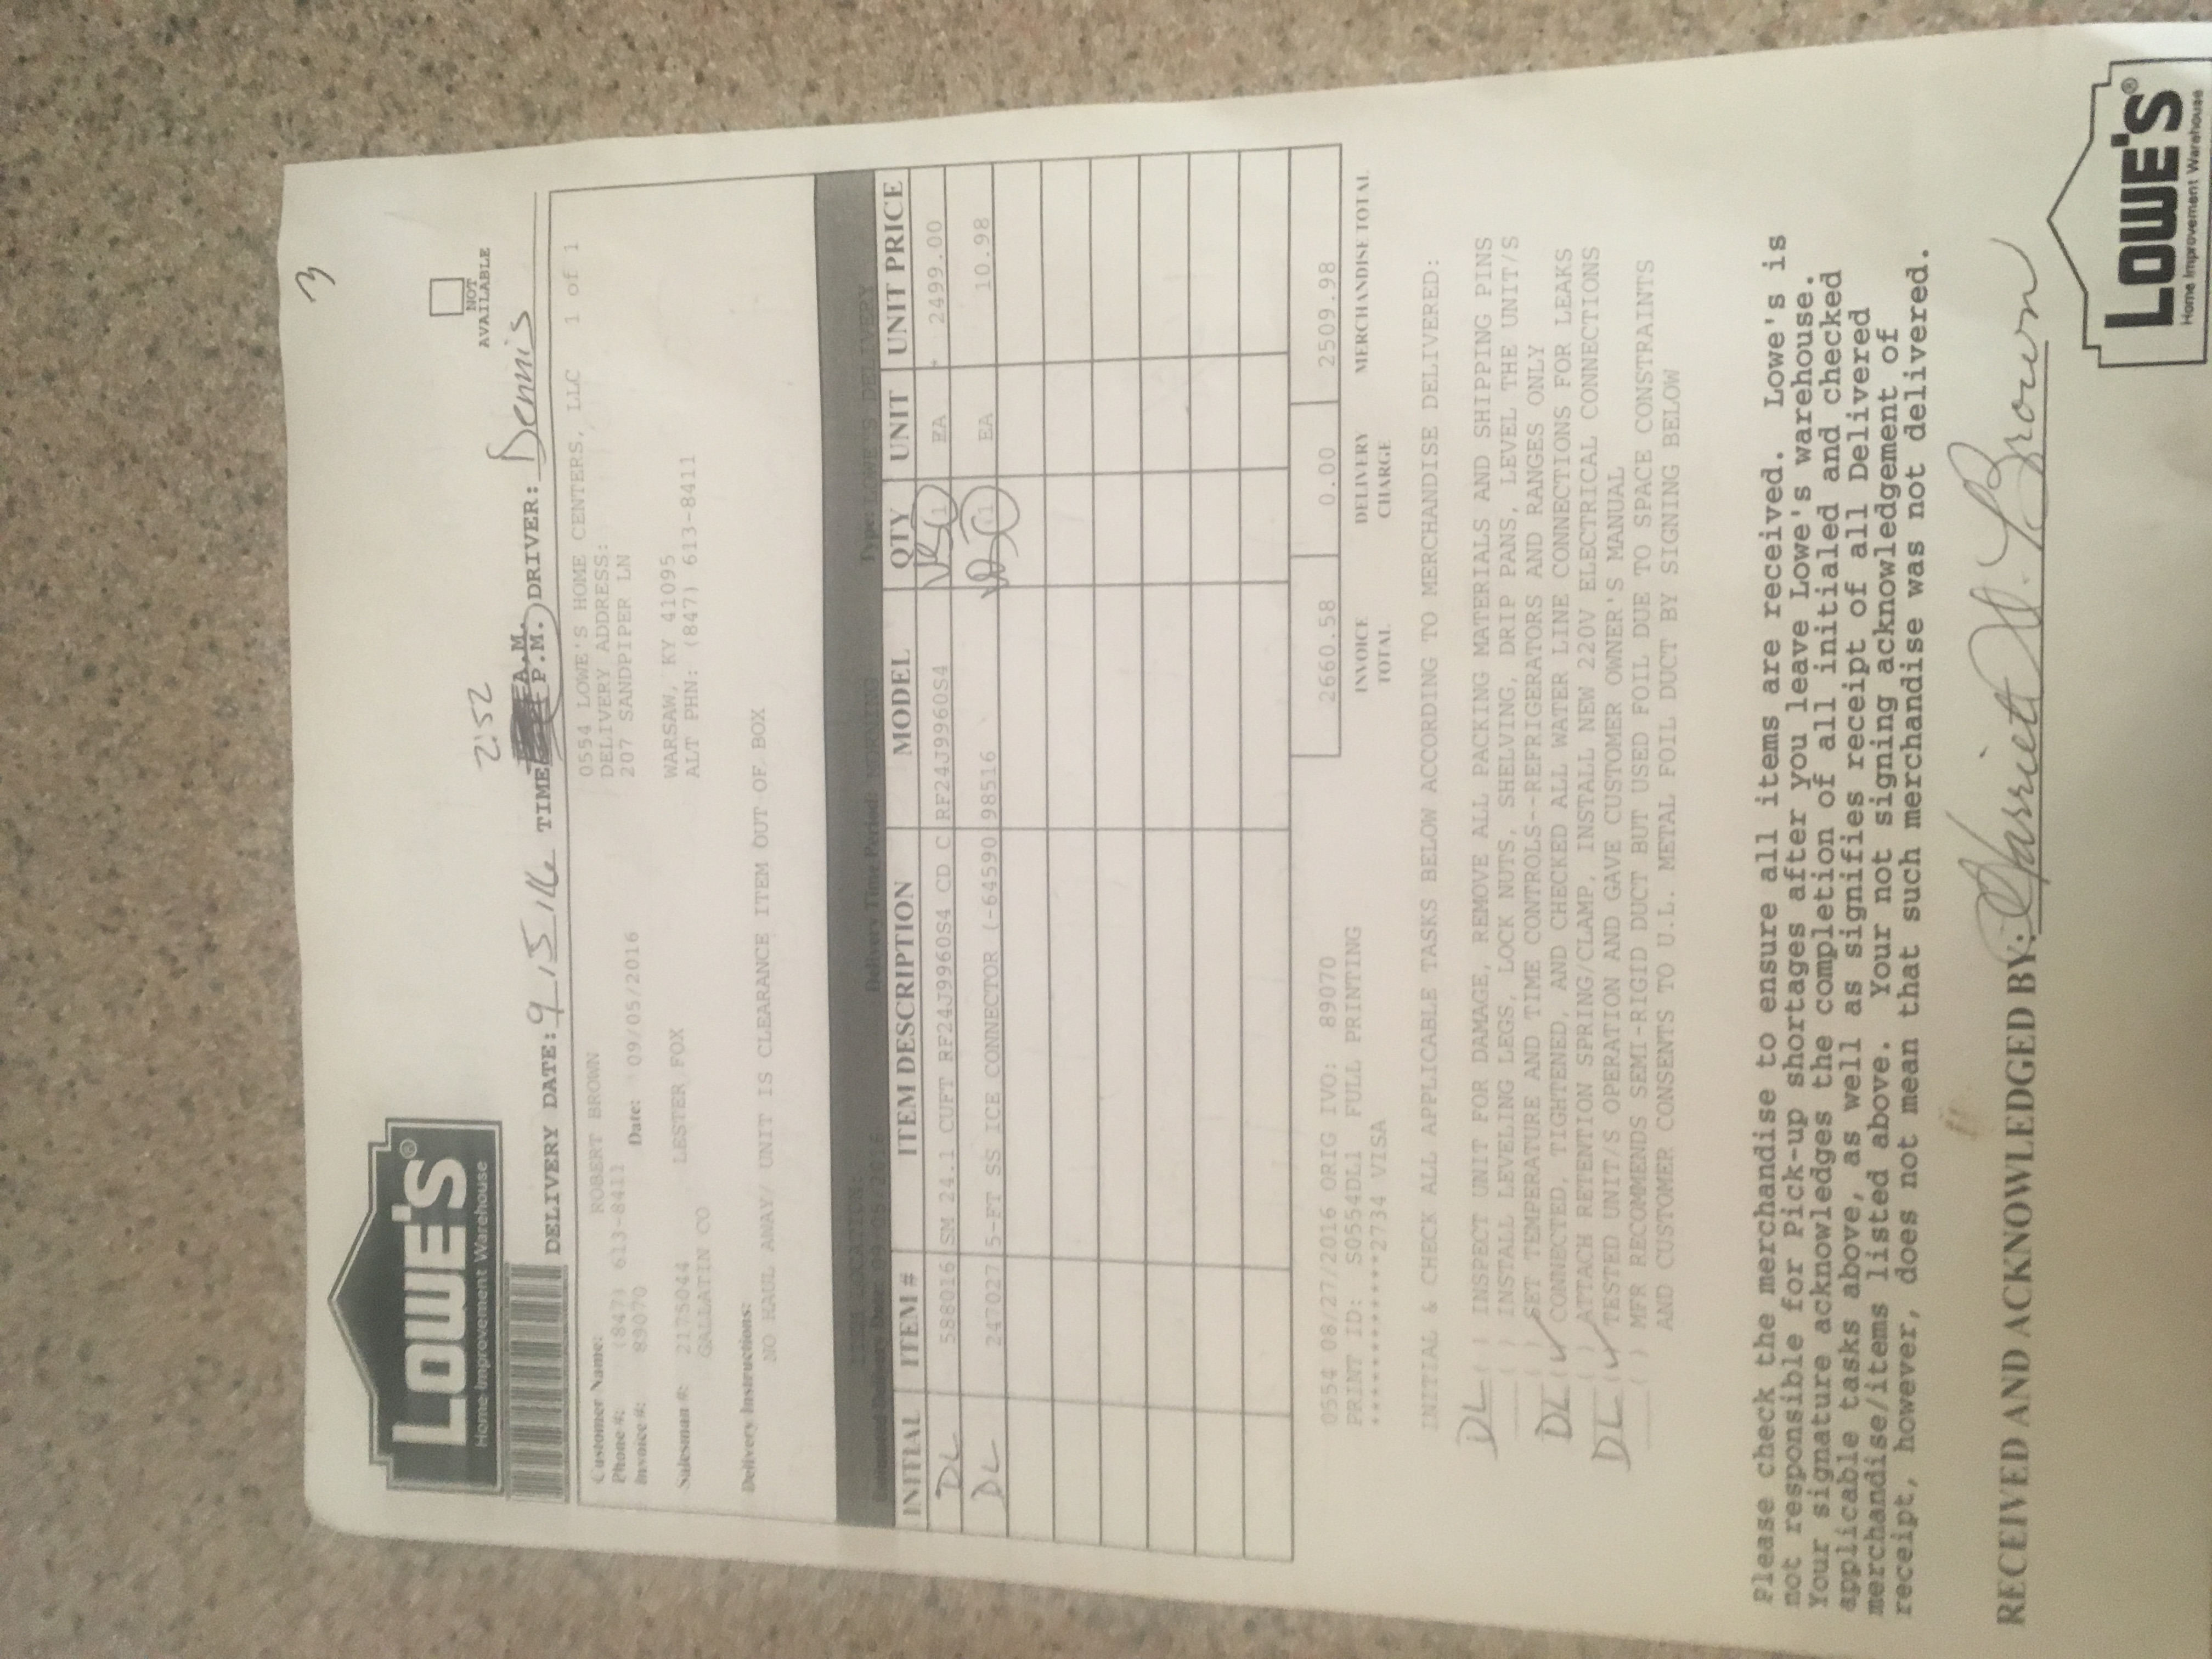 3
LOWE'S®
Home Improvement Warehouse
NOT
AVAILABLE
2:52
DELIVERY DATE: 9/5/16 TIME A.M. P.M. DRIVER: Dennis
0554 LOWE'S HOME CENTERS, LLC 1 of 1
Customer Name: ROBERT BROWN DELIVERY ADDRESS:
Phone #: (847) 613-8411 207 SANDPIPER LN
Invoice #: 89070 Date: 09/05/2016
WARSAW, KY 41095
Salesman #: 2175044 LESTER FOX ALT PHN: (847) 613-8411
GALLATIN CO
Delivery Instructions:
NO HAUL AWAY/ UNIT IS CLEARANCE ITEM OUT OF BOX
LOCATION: Delivery Time Period: MORNING Type: LOWE'S DELIVERY
INITIAL ITEM # ITEM DESCRIPTION MODEL QTY UNIT UNIT PRICE
DL 588016 SM 24.1 CUFT RF24J9960S4 CD C RF24J9960S4 1 EA * 2499.00
DL 247027 5-FT SS ICE CONNECTOR (-64590 98516 1 EA 10.98
2660.58 0.00 2509.98
INVOICE TOTAL DELIVERY CHARGE MERCHANDISE TOTAL
0554 08/27/2016 ORIG IVO: 89070
PRINT ID: S0554DL1 FULL PRINTING
************2734 VISA
INITIAL & CHECK ALL APPLICABLE TASKS BELOW ACCORDING TO MERCHANDISE DELIVERED:
DL ( ) INSPECT UNIT FOR DAMAGE, REMOVE ALL PACKING MATERIALS AND SHIPPING PINS
( ) INSTALL LEVELING LEGS, LOCK NUTS, SHELVING, DRIP PANS, LEVEL THE UNIT/S
( ) SET TEMPERATURE AND TIME CONTROLS--REFRIGERATORS AND RANGES ONLY
DL (✓) CONNECTED, TIGHTENED, AND CHECKED ALL WATER LINE CONNECTIONS FOR LEAKS
( ) ATTACH RETENTION SPRING/CLAMP, INSTALL NEW 220V ELECTRICAL CONNECTIONS
DL (✓) TESTED UNIT/S OPERATION AND GAVE CUSTOMER OWNER'S MANUAL
( ) MFR RECOMMENDS SEMI-RIGID DUCT BUT USED FOIL DUE TO SPACE CONSTRAINTS
AND CUSTOMER CONSENTS TO U.L. METAL FOIL DUCT BY SIGNING BELOW
Please check the merchandise to ensure all items are received. Lowe's is
not responsible for Pick-up shortages after you leave Lowe's warehouse.
Your signature acknowledges the completion of all initialed and checked
applicable tasks above, as well as signifies receipt of all Delivered
merchandise/items listed above. Your not signing acknowledgement of
receipt, however, does not mean that such merchandise was not delivered.
RECEIVED AND ACKNOWLEDGED BY: Harriett H. Brown
LOWE'S®
Home Improvement Warehouse